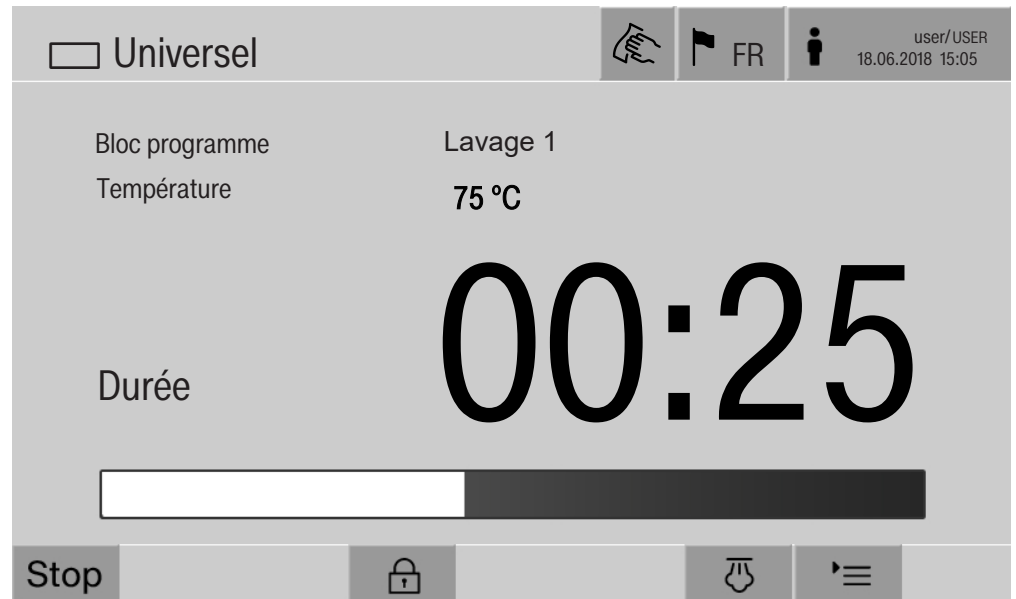 Universel
FR
user/USER
18.06.2018 15:05
Bloc programme Lavage 1
Température 75 °C
Durée 00:25
Stop